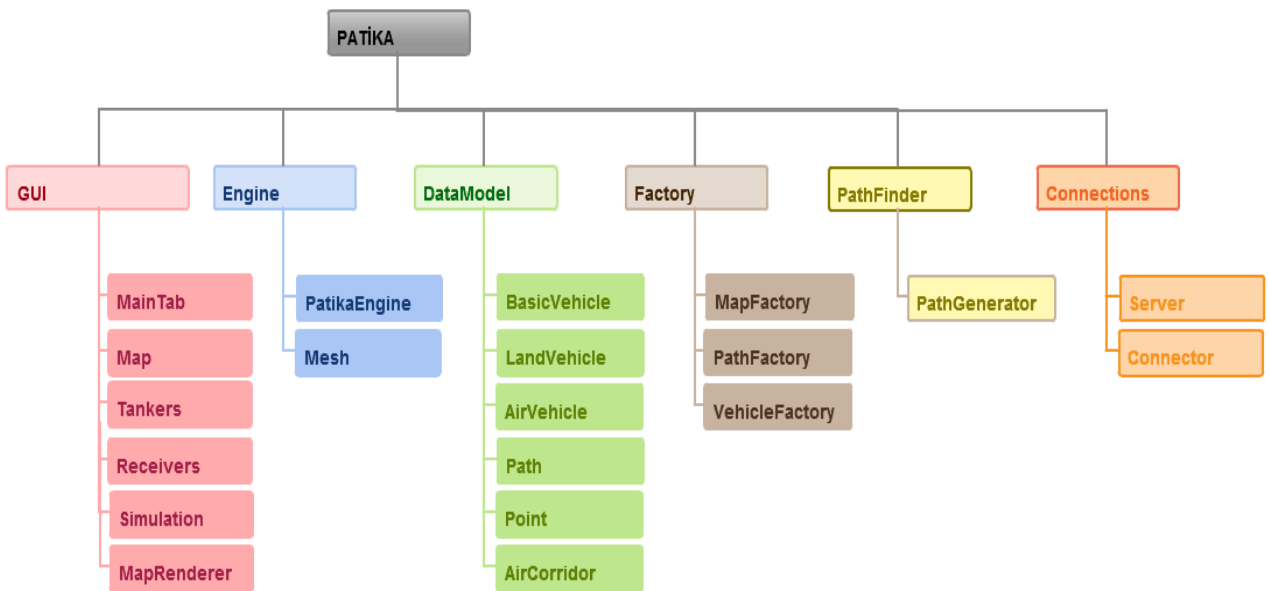 PATİKA
GUI
Engine
DataModel
Factory
PathFinder
Connections
MainTab
Map
Tankers
Receivers
Simulation
MapRenderer
PatikaEngine
Mesh
BasicVehicle
LandVehicle
AirVehicle
Path
Point
AirCorridor
MapFactory
PathFactory
VehicleFactory
PathGenerator
Server
Connector